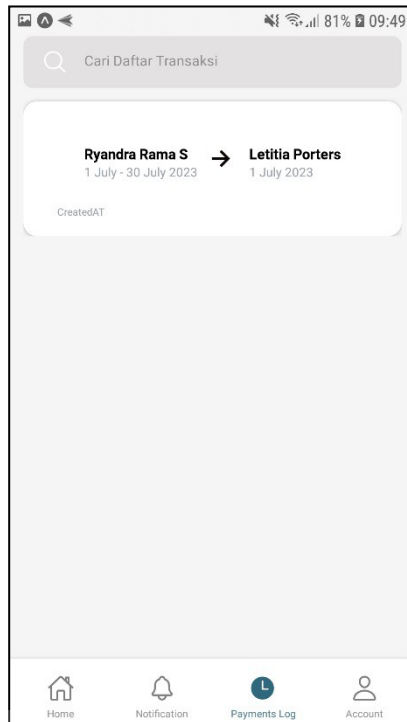 81% 09:49
Cari Daftar Transaksi
Ryandra Rama S → Letitia Porters
1 July - 30 July 2023 1 July 2023
CreatedAT
Home Notification Payments Log Account